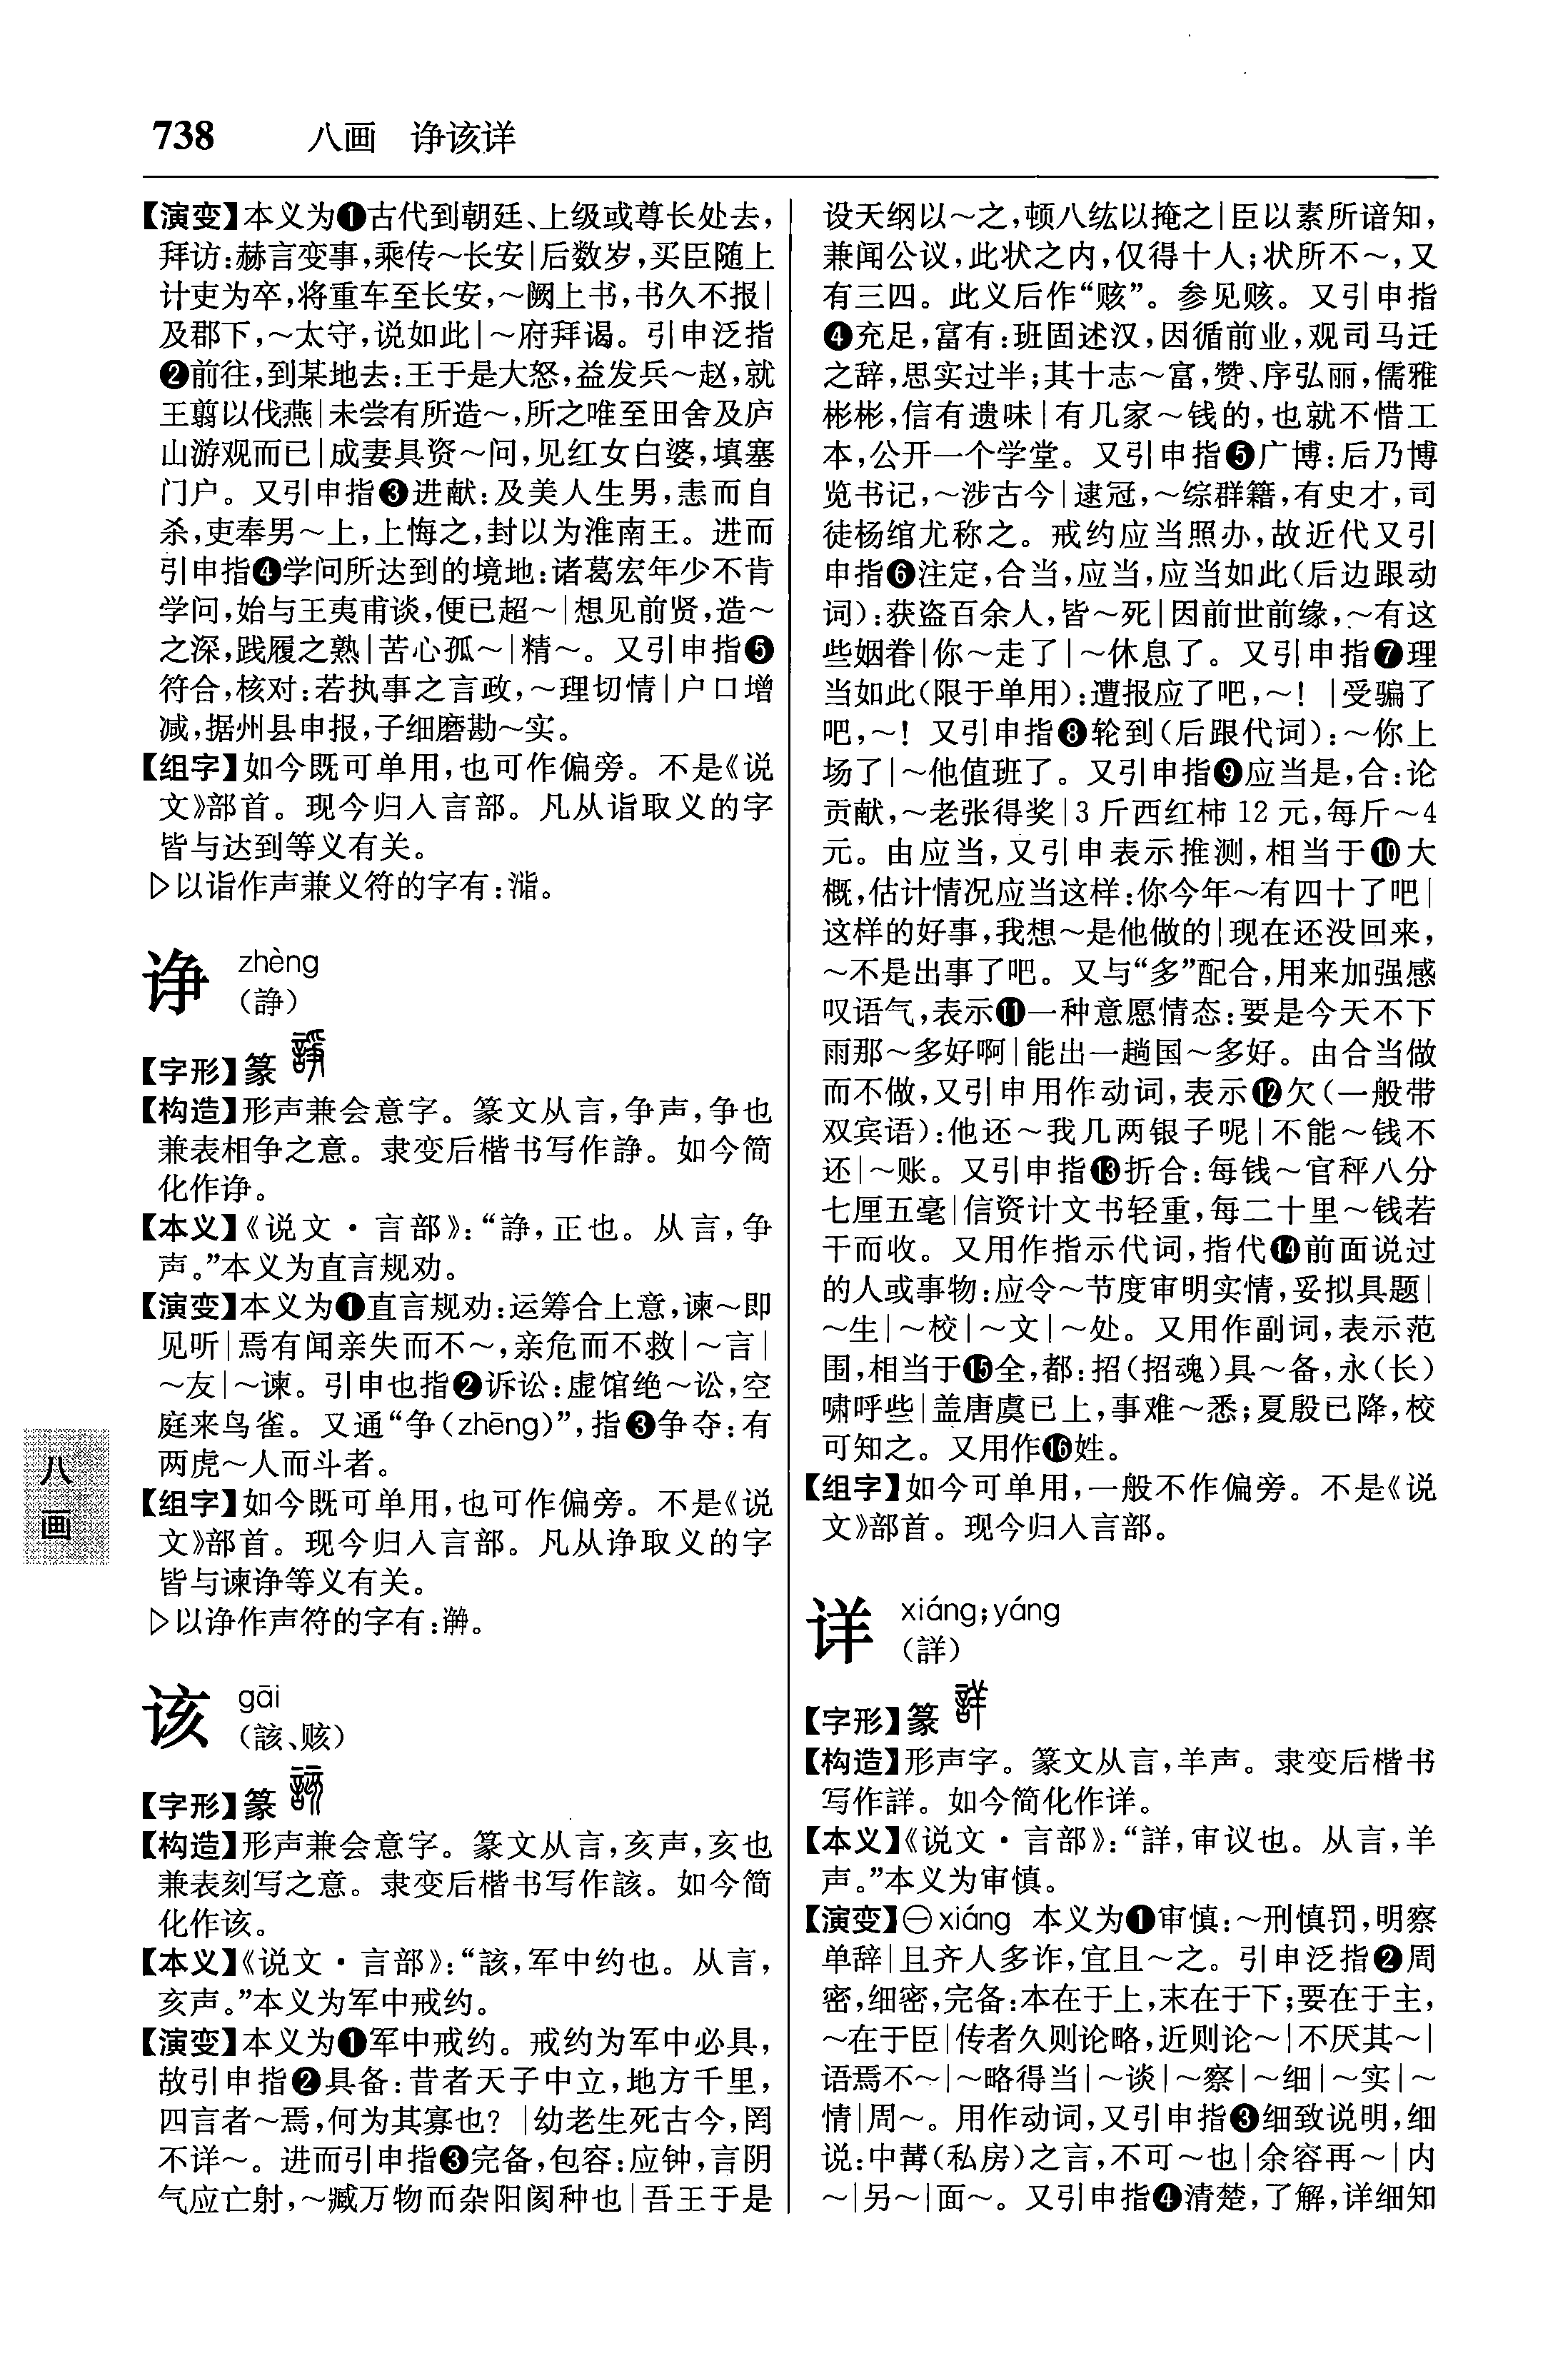 738 八画 诤该详
【演变】本义为❶古代到朝廷、上级或尊长处去，
拜访：赫言变事，乘传～长安｜后数岁，买臣随上
计吏为卒，将重车至长安，～阙上书，书久不报｜
及郡下，～太守，说如此｜～府拜谒。引申泛指
❷前往，到某地去：王于是大怒，益发兵～赵，就
王翦以伐燕｜未尝有所造～，所之唯至田舍及庐
山游观而已｜成妻具资～问，见红女白婆，填塞
门户。又引申指❸进献：及美人生男，恚而自
杀，吏奉男～上，上悔之，封以为淮南王。进而
引申指❹学问所达到的境地：诸葛宏年少不肯
学问，始与王夷甫谈，便已超～｜想见前贤，造～
之深，践履之熟｜苦心孤～｜精～。又引申指❺
符合，核对：若执事之言政，～理切情｜户口增
减，据州县申报，子细磨勘～实。
【组字】如今既可单用，也可作偏旁。不是《说
文》部首。现今归入言部。凡从诣取义的字
皆与达到等义有关。
▷以诣作声兼义符的字有：
诤 zhèng
（諍）
【字形】篆
【构造】形声兼会意字。篆文从言，争声，争也
兼表相争之意。隶变后楷书写作諍。如今简
化作诤。
【本义】《说文·言部》：“諍，正也。从言，争
声。”本义为直言规劝。
【演变】本义为❶直言规劝：运筹合上意，谏～即
见听｜焉有闻亲失而不～，亲危而不救｜～言｜
～友｜～谏。引申也指❷诉讼：虚馆绝～讼，空
庭来鸟雀。又通“争（zhēng）”，指❸争夺：有
两虎～人而斗者。
【组字】如今既可单用，也可作偏旁。不是《说
文》部首。现今归入言部。凡从诤取义的字
皆与谏诤等义有关。
▷以诤作声符的字有：
该 gāi
（該、赅）
【字形】篆
【构造】形声兼会意字。篆文从言，亥声，亥也
兼表刻写之意。隶变后楷书写作該。如今简
化作该。
【本义】《说文·言部》：“該，军中约也。从言，
亥声。”本义为军中戒约。
【演变】本义为❶军中戒约。戒约为军中必具，
故引申指❷具备：昔者天子中立，地方千里，
四言者～焉，何为其寡也？｜幼老生死古今，罔
不详～。进而引申指❸完备，包容：应钟，言阴
气应亡射，～臧万物而杂阳阂种也｜吾王于是
设天纲以～之，顿八纮以掩之｜臣以素所谙知，
兼闻公议，此状之内，仅得十人；状所不～，又
有三四。此义后作“赅”。参见赅。又引申指
❹充足，富有：班固述汉，因循前业，观司马迁
之辞，思实过半；其十志～富，赞、序弘丽，儒雅
彬彬，信有遗味｜有几家～钱的，也就不惜工
本，公开一个学堂。又引申指❺广博：后乃博
览书记，～涉古今｜逮冠，～综群籍，有史才，司
徒杨绾尤称之。戒约应当照办，故近代又引
申指❻注定，合当，应当，应当如此（后边跟动
词）：获盗百余人，皆～死｜因前世前缘，～有这
些姻眷｜你～走了｜～休息了。又引申指❼理
当如此（限于单用）：遭报应了吧，～！｜受骗了
吧，～！又引申指❽轮到（后跟代词）：～你上
场了｜～他值班了。又引申指❾应当是，合：论
贡献，～老张得奖｜3斤西红柿12元，每斤～4
元。由应当，又引申表示推测，相当于❿大
概，估计情况应当这样：你今年～有四十了吧｜
这样的好事，我想～是他做的｜现在还没回来，
～不是出事了吧。又与“多”配合，用来加强感
叹语气，表示⓫一种意愿情态：要是今天不下
雨那～多好啊｜能出一趟国～多好。由合当做
而不做，又引申用作动词，表示⓬欠（一般带
双宾语）：他还～我几两银子呢｜不能～钱不
还｜～账。又引申指⓭折合：每钱～官秤八分
七厘五毫｜信资计文书轻重，每二十里～钱若
干而收。又用作指示代词，指代⓮前面说过
的人或事物：应令～节度审明实情，妥拟具题｜
～生｜～校｜～文｜～处。又用作副词，表示范
围，相当于⓯全，都：招（招魂）具～备，永（长）
啸呼些｜盖唐虞已上，事难～悉；夏殷已降，校
可知之。又用作⓰姓。
【组字】如今可单用，一般不作偏旁。不是《说
文》部首。现今归入言部。
详 xiáng；yáng
（詳）
【字形】篆
【构造】形声字。篆文从言，羊声。隶变后楷书
写作詳。如今简化作详。
【本义】《说文·言部》：“詳，审议也。从言，羊
声。”本义为审慎。
【演变】㊀xiáng 本义为❶审慎：～刑慎罚，明察
单辞｜且齐人多诈，宜且～之。引申泛指❷周
密，细密，完备：本在于上，末在于下；要在于主，
～在于臣｜传者久则论略，近则论～｜不厌其～｜
语焉不～｜～略得当｜～谈｜～察｜～细｜～实｜～
情｜周～。用作动词，又引申指❸细致说明，细
说：中冓（私房）之言，不可～也｜余容再～｜内
～｜另～｜面～。又引申指❹清楚，了解，详细知
八
画